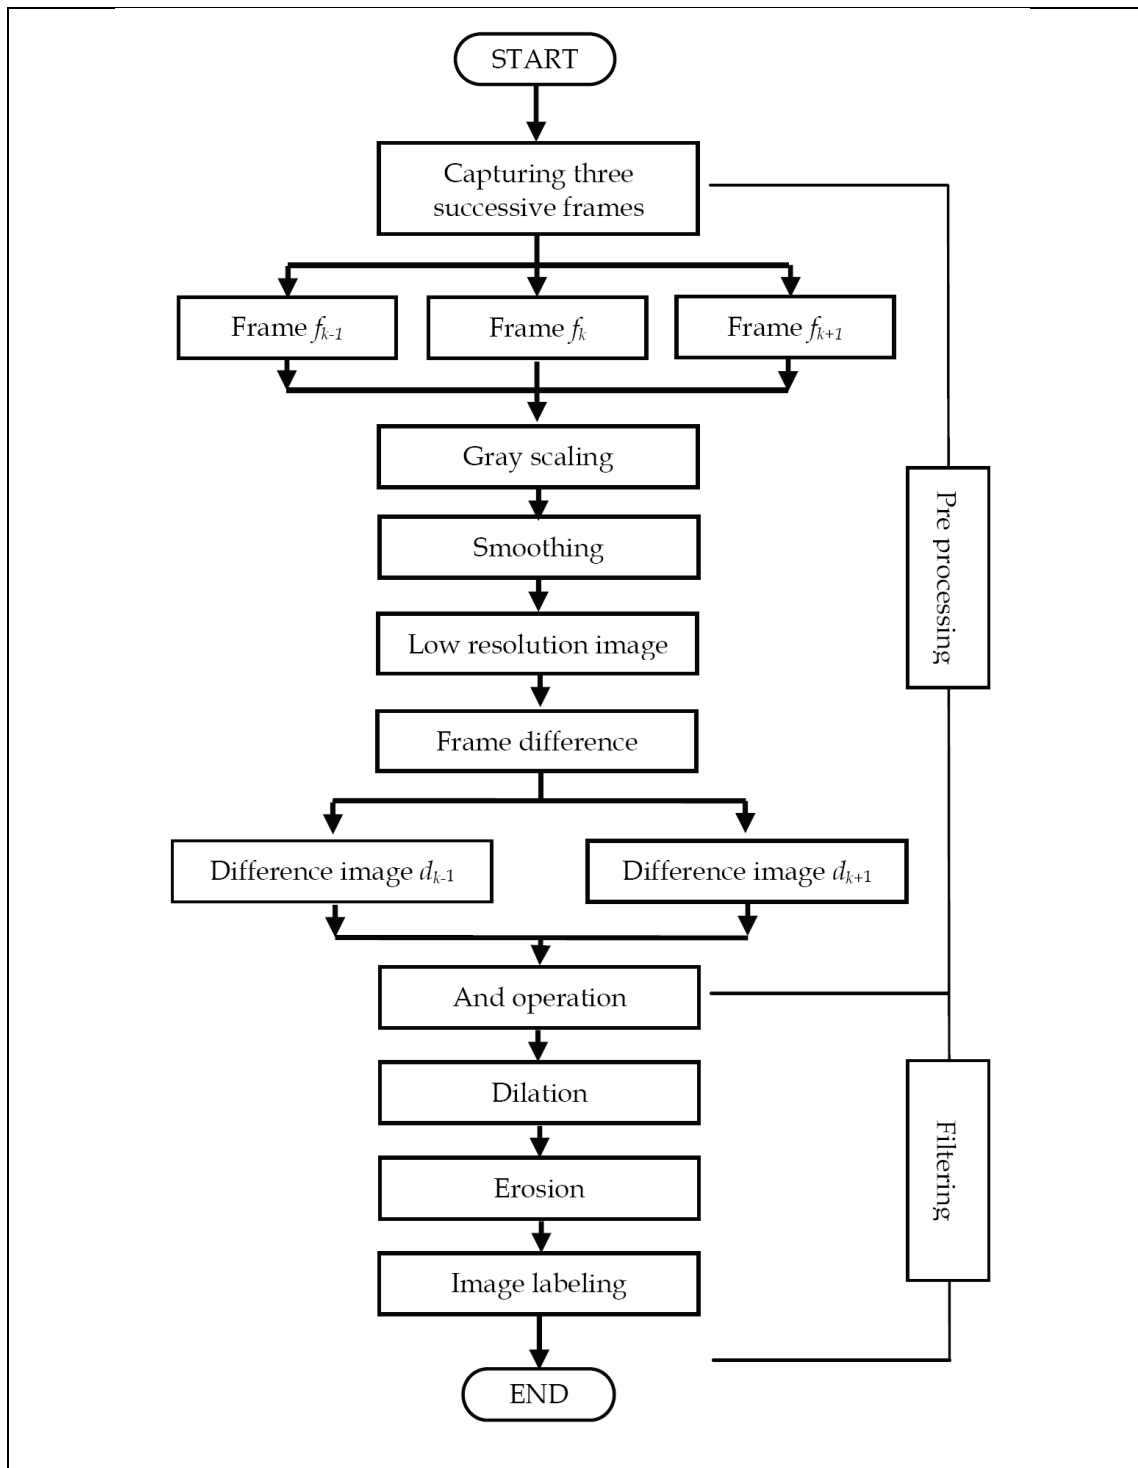 START
Capturing three
successive frames
Frame fk-1
Frame fk
Frame fk+1
Gray scaling
Smoothing
Low resolution image
Frame difference
Difference image dk-1
Difference image dk+1
And operation
Dilation
Erosion
Image labeling
END
Pre processing
Filtering